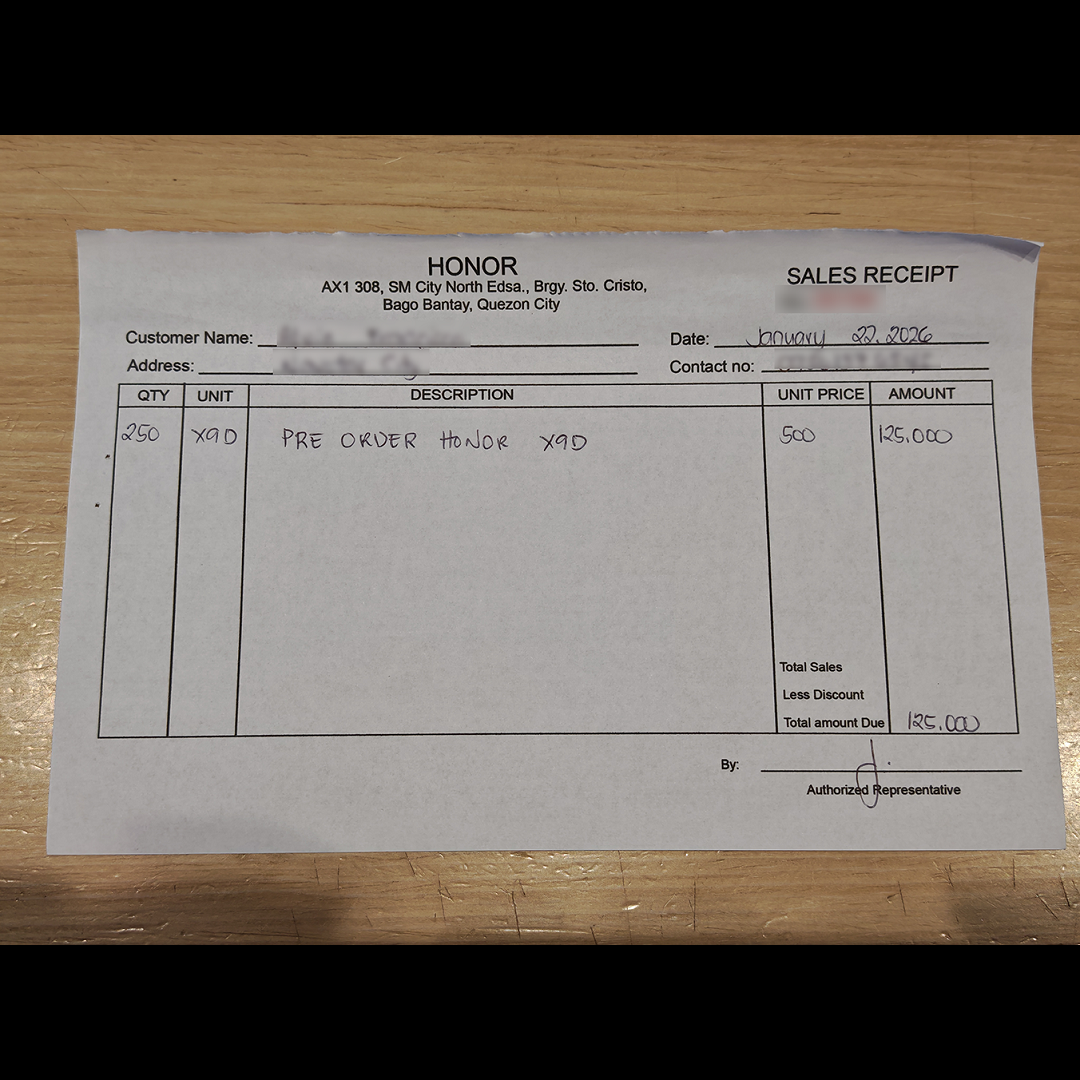 HONOR
AX1 308, SM City North Edsa., Brgy. Sto. Cristo,
Bago Bantay, Quezon City
SALES RECEIPT
Customer Name:
Date: January 22, 2026
Address:
Contact no:
QTY UNIT DESCRIPTION UNIT PRICE AMOUNT
250 X9D PRE ORDER HONOR X9D 500 125,000
Total Sales
Less Discount
Total amount Due 125,000
By:
Authorized Representative